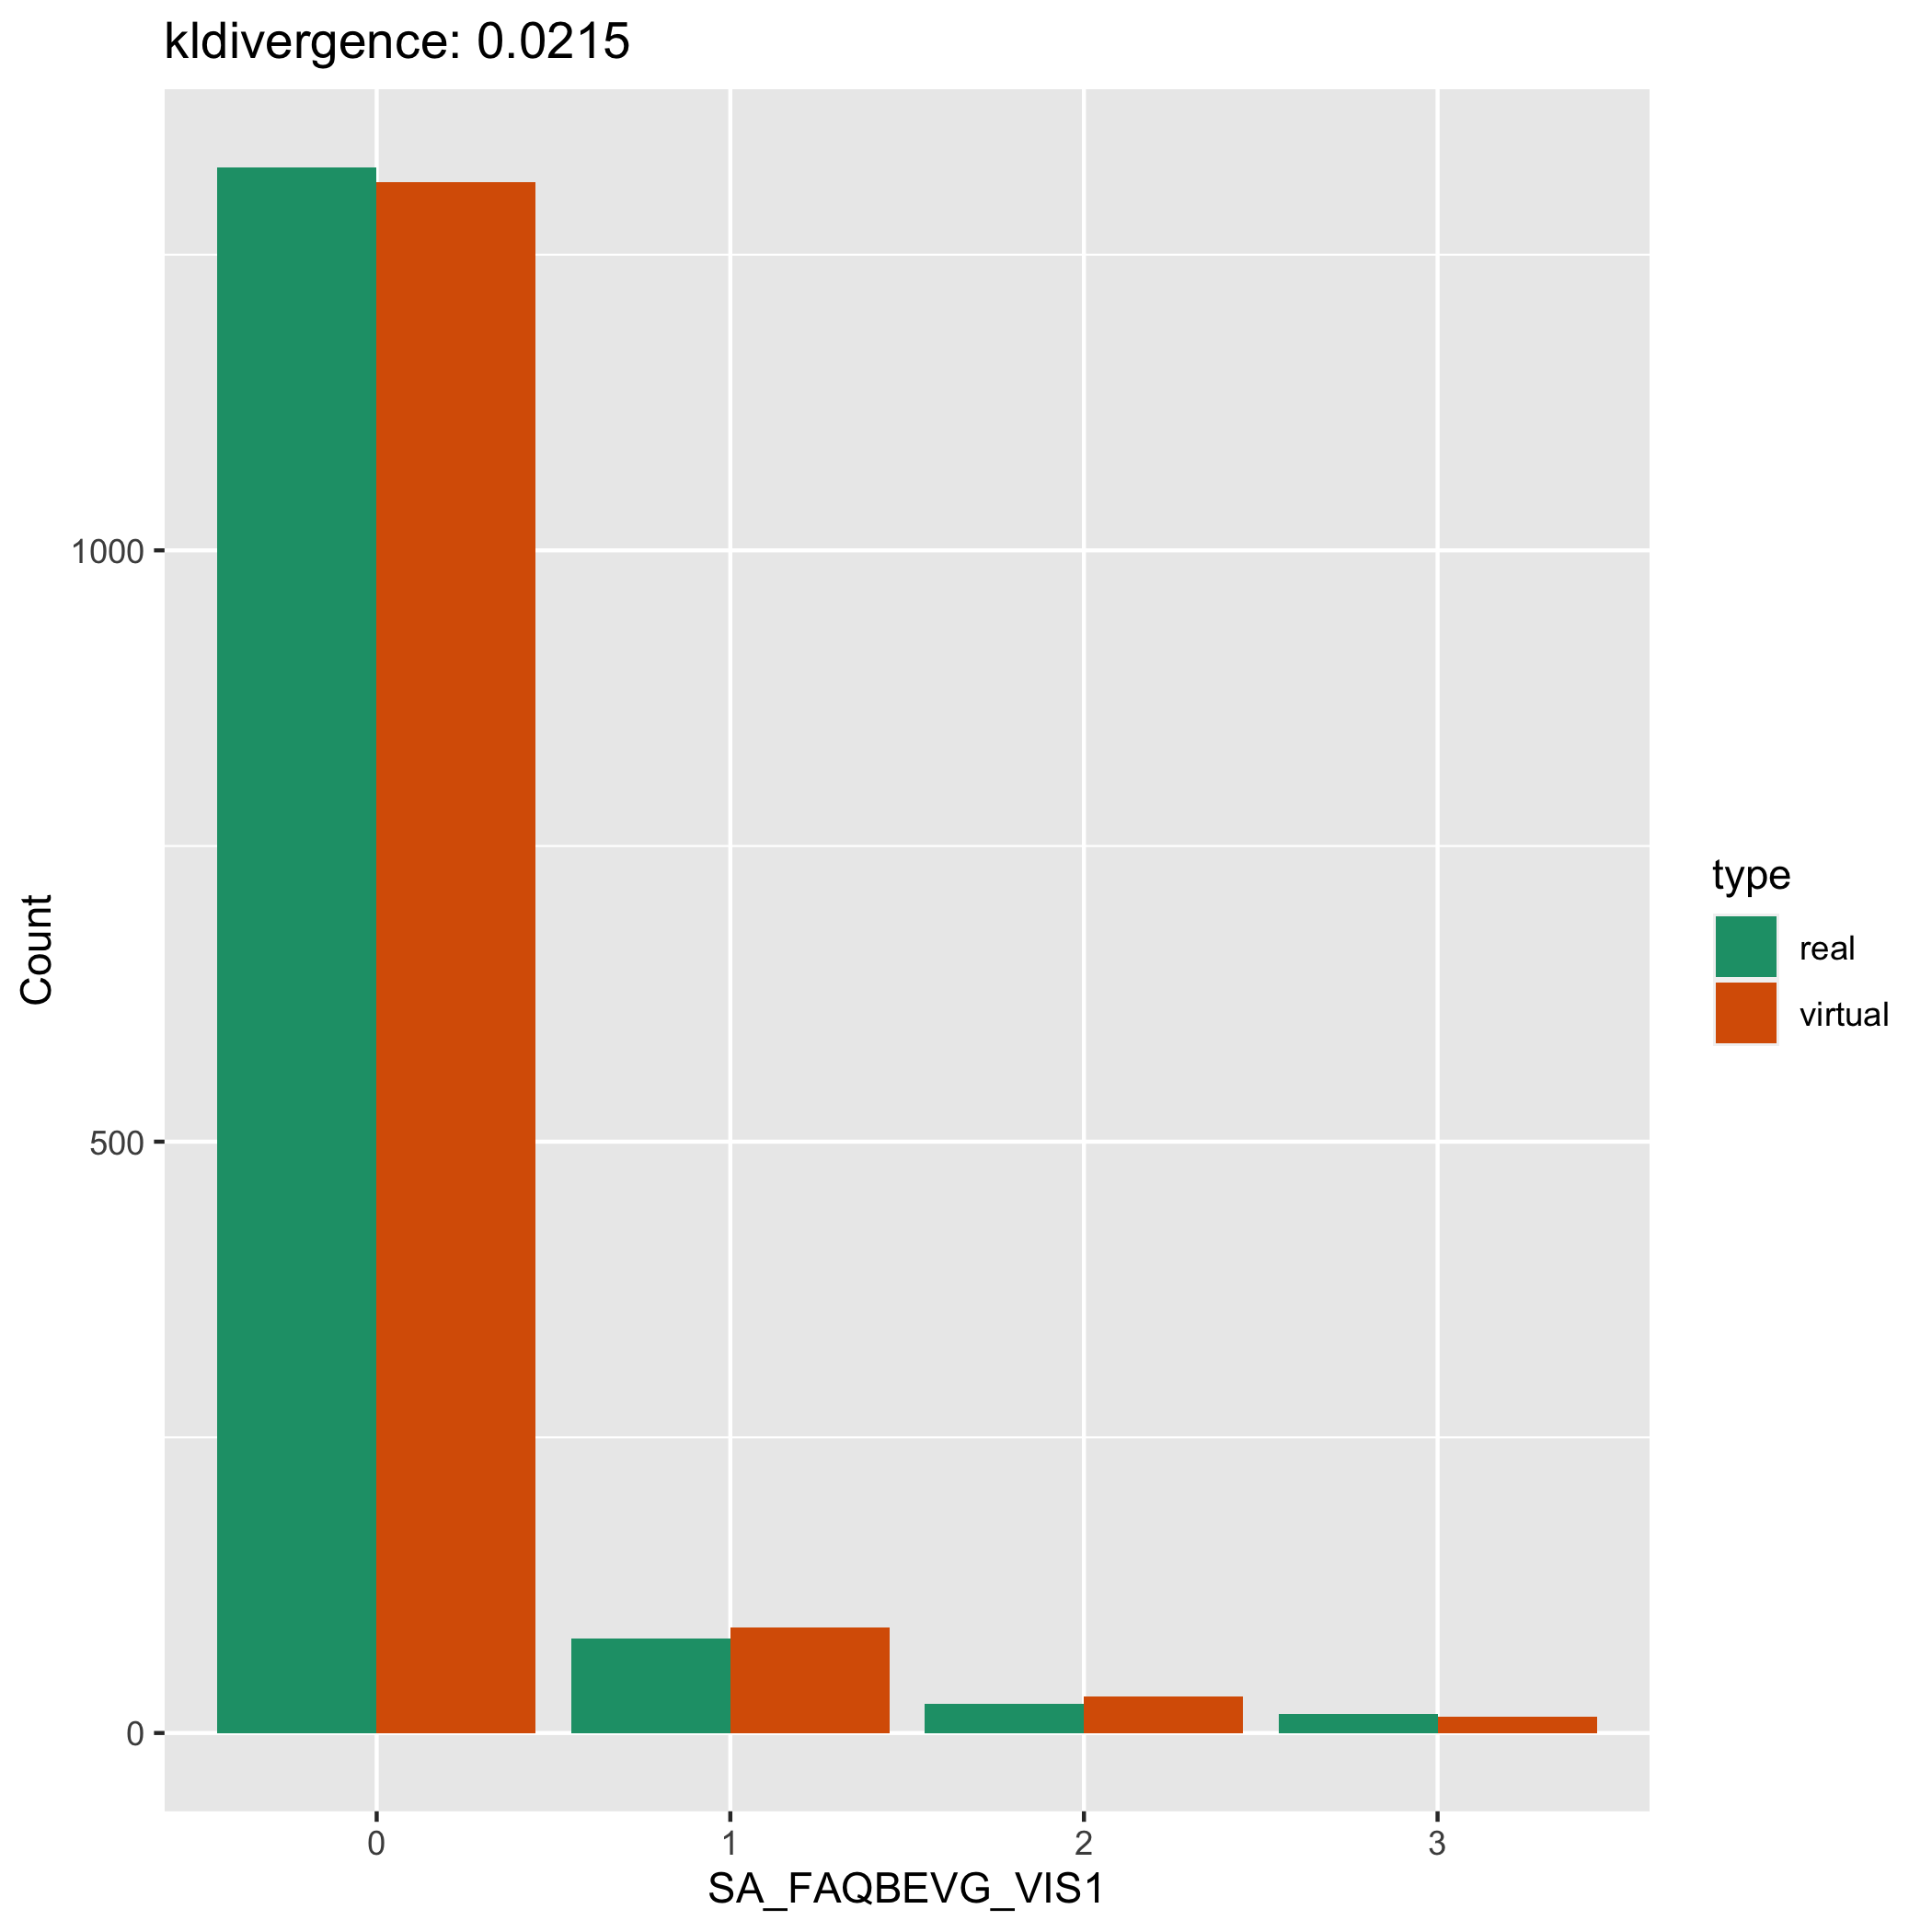 kldivergence: 0.0215
Count
1000
500
0
0
1
2
3
SA_FAQBEVG_VIS1
type
real
virtual